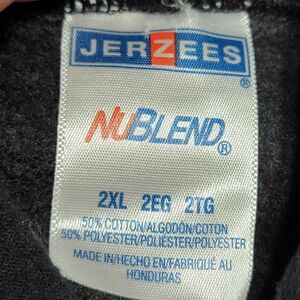 JERZEES
®
NUBLEND®
2XL 2EG 2TG
50% COTTON/ALGODÓN/COTON
50% POLYESTER/POLIÉSTER/POLYESTER
MADE IN/HECHO EN/FABRIQUÉ AU
HONDURAS